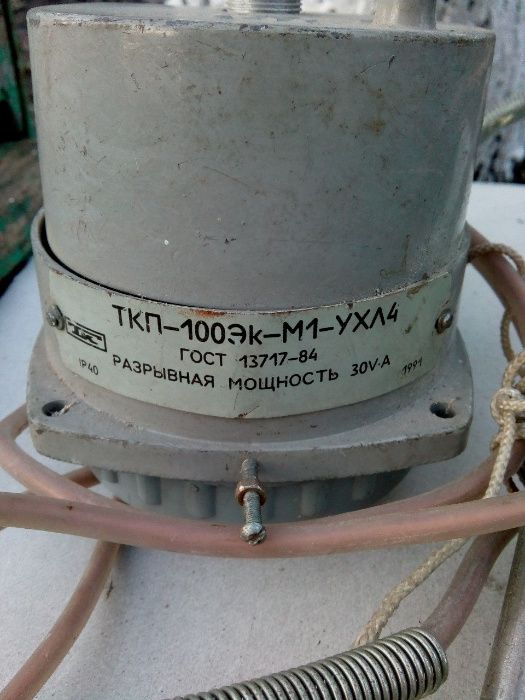 ТКП-100Эк-М1-УХЛ4
ГОСТ 13717-84
IP40 РАЗРЫВНАЯ МОЩНОСТЬ 30V·A 1991